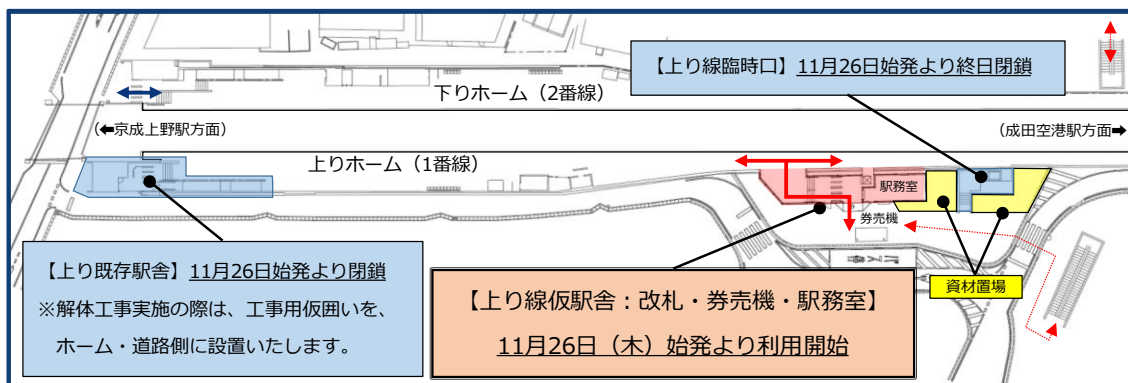 【上り線臨時口】11月26日始発より終日閉鎖
下りホーム（2番線）
（⬅京成上野駅方面）
（成田空港駅方面➡）
上りホーム（1番線）
駅務室
券売機
【上り既存駅舎】11月26日始発より閉鎖
※解体工事実施の際は、工事用仮囲いを、
ホーム・道路側に設置いたします。
【上り線仮駅舎：改札・券売機・駅務室】
11月26日（木）始発より利用開始
資材置場